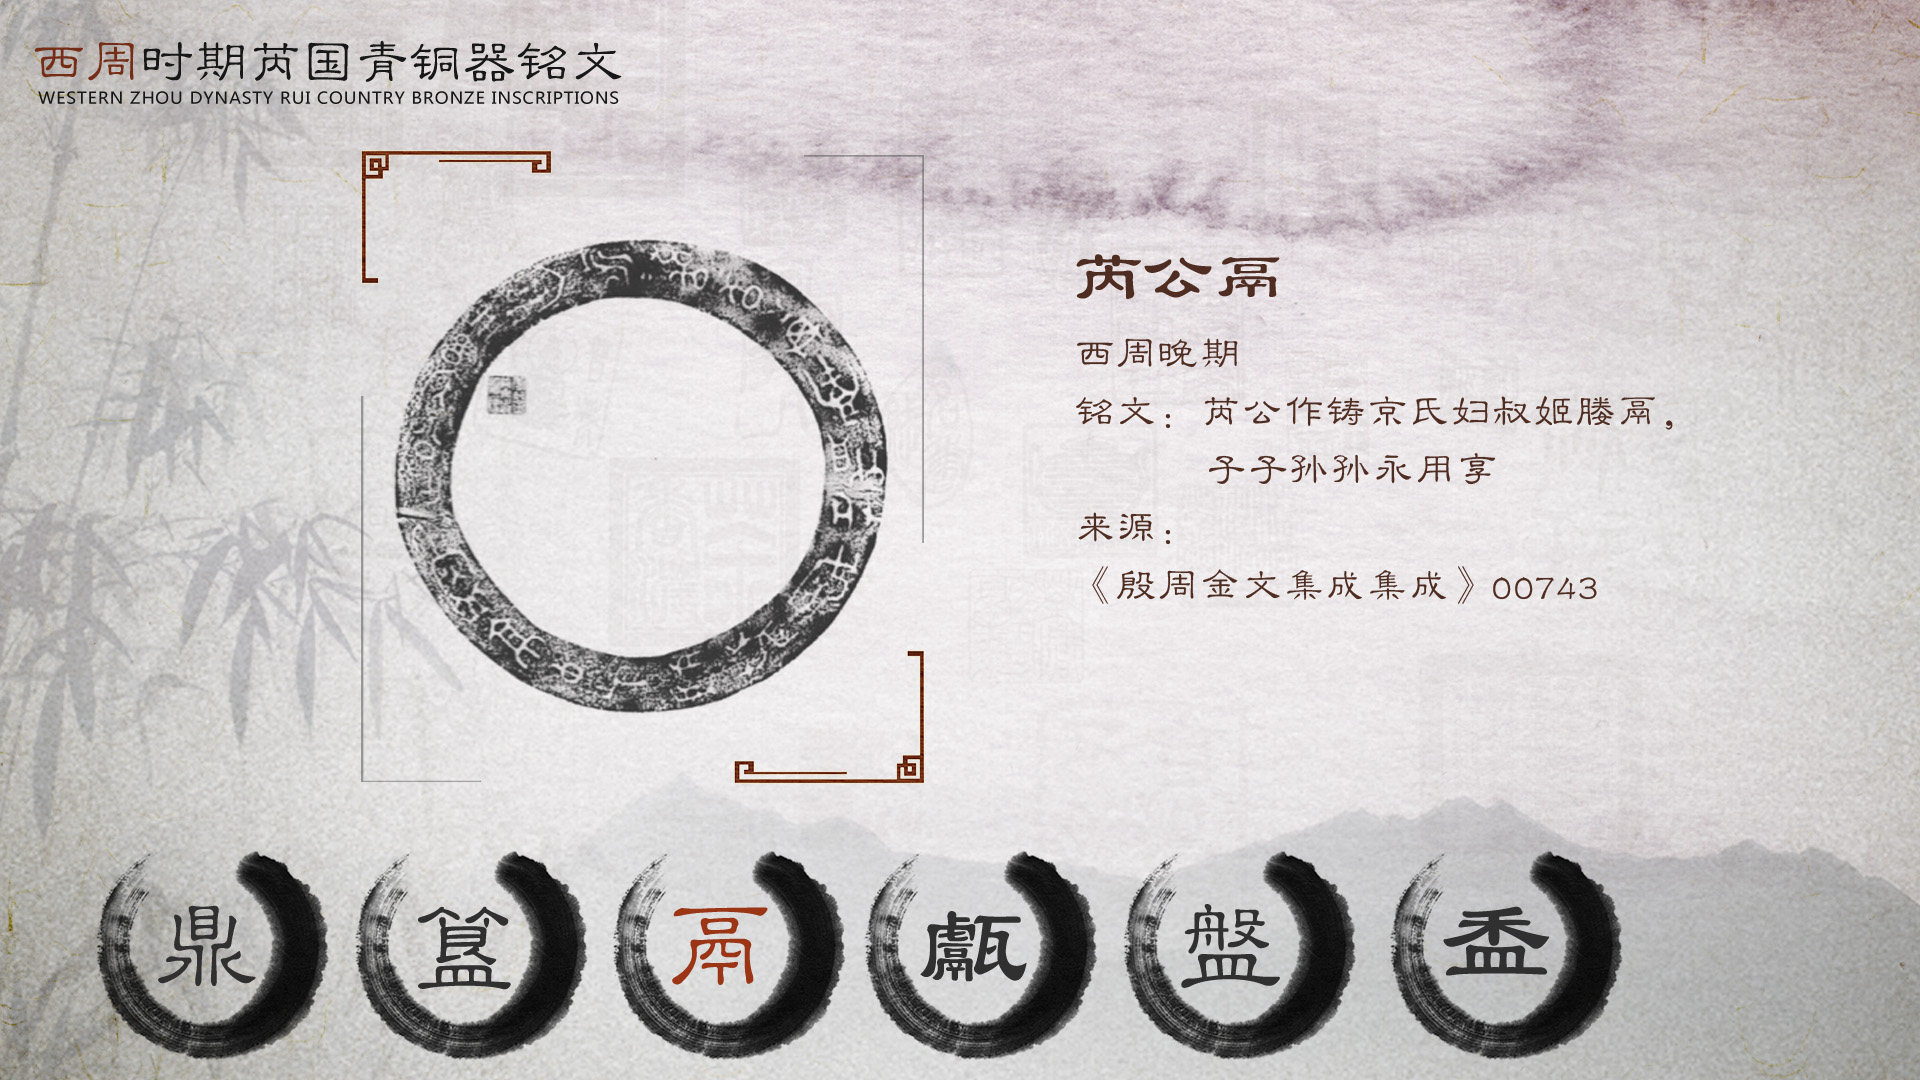 西周时期芮国青铜器铭文
WESTERN ZHOU DYNASTY RUI COUNTRY BRONZE INSCRIPTIONS
芮公鬲
西周晚期
铭文：芮公作铸京氏妇叔姬媵鬲，
子子孙孙永用享
来源：
《殷周金文集成集成》00743
鼎
簋
鬲
甗
盘
盉